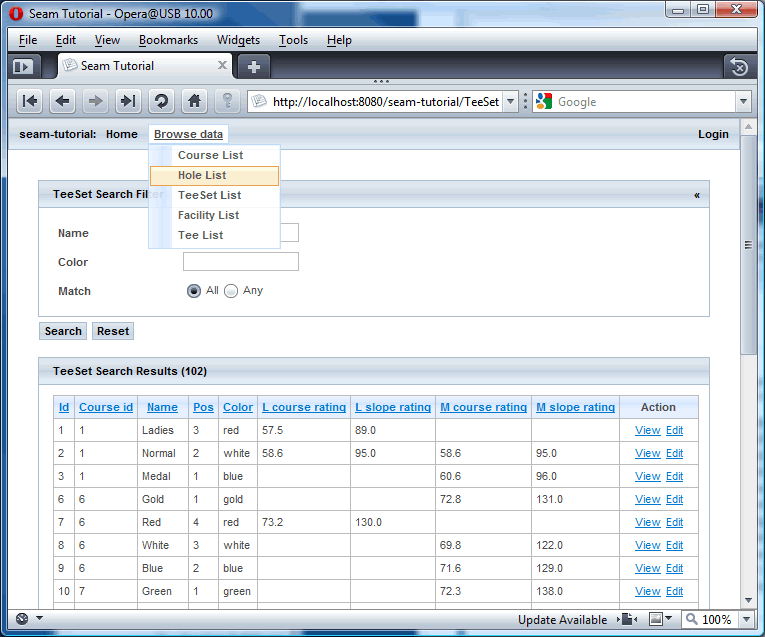 Seam Tutorial - Opera@USB 10.00
File Edit View Bookmarks Widgets Tools Help
Seam Tutorial
http://localhost:8080/seam-tutorial/TeeSet Google
seam-tutorial: Home Browse data Login
Course List
Hole List
TeeSet List
Facility List
Tee List
TeeSet Search «
Name
Color
Match All Any
Search Reset
TeeSet Search Results (102)
Id Course id Name Pos Color L course rating L slope rating M course rating M slope rating Action
1 1 Ladies 3 red 57.5 89.0 View Edit
2 1 Normal 2 white 58.6 95.0 58.6 95.0 View Edit
3 1 Medal 1 blue 60.6 96.0 View Edit
6 6 Gold 1 gold 72.8 131.0 View Edit
7 6 Red 4 red 73.2 130.0 View Edit
8 6 White 3 white 69.8 122.0 View Edit
9 6 Blue 2 blue 71.6 129.0 View Edit
10 7 Green 1 green 72.3 138.0 View Edit
Update Available 100%